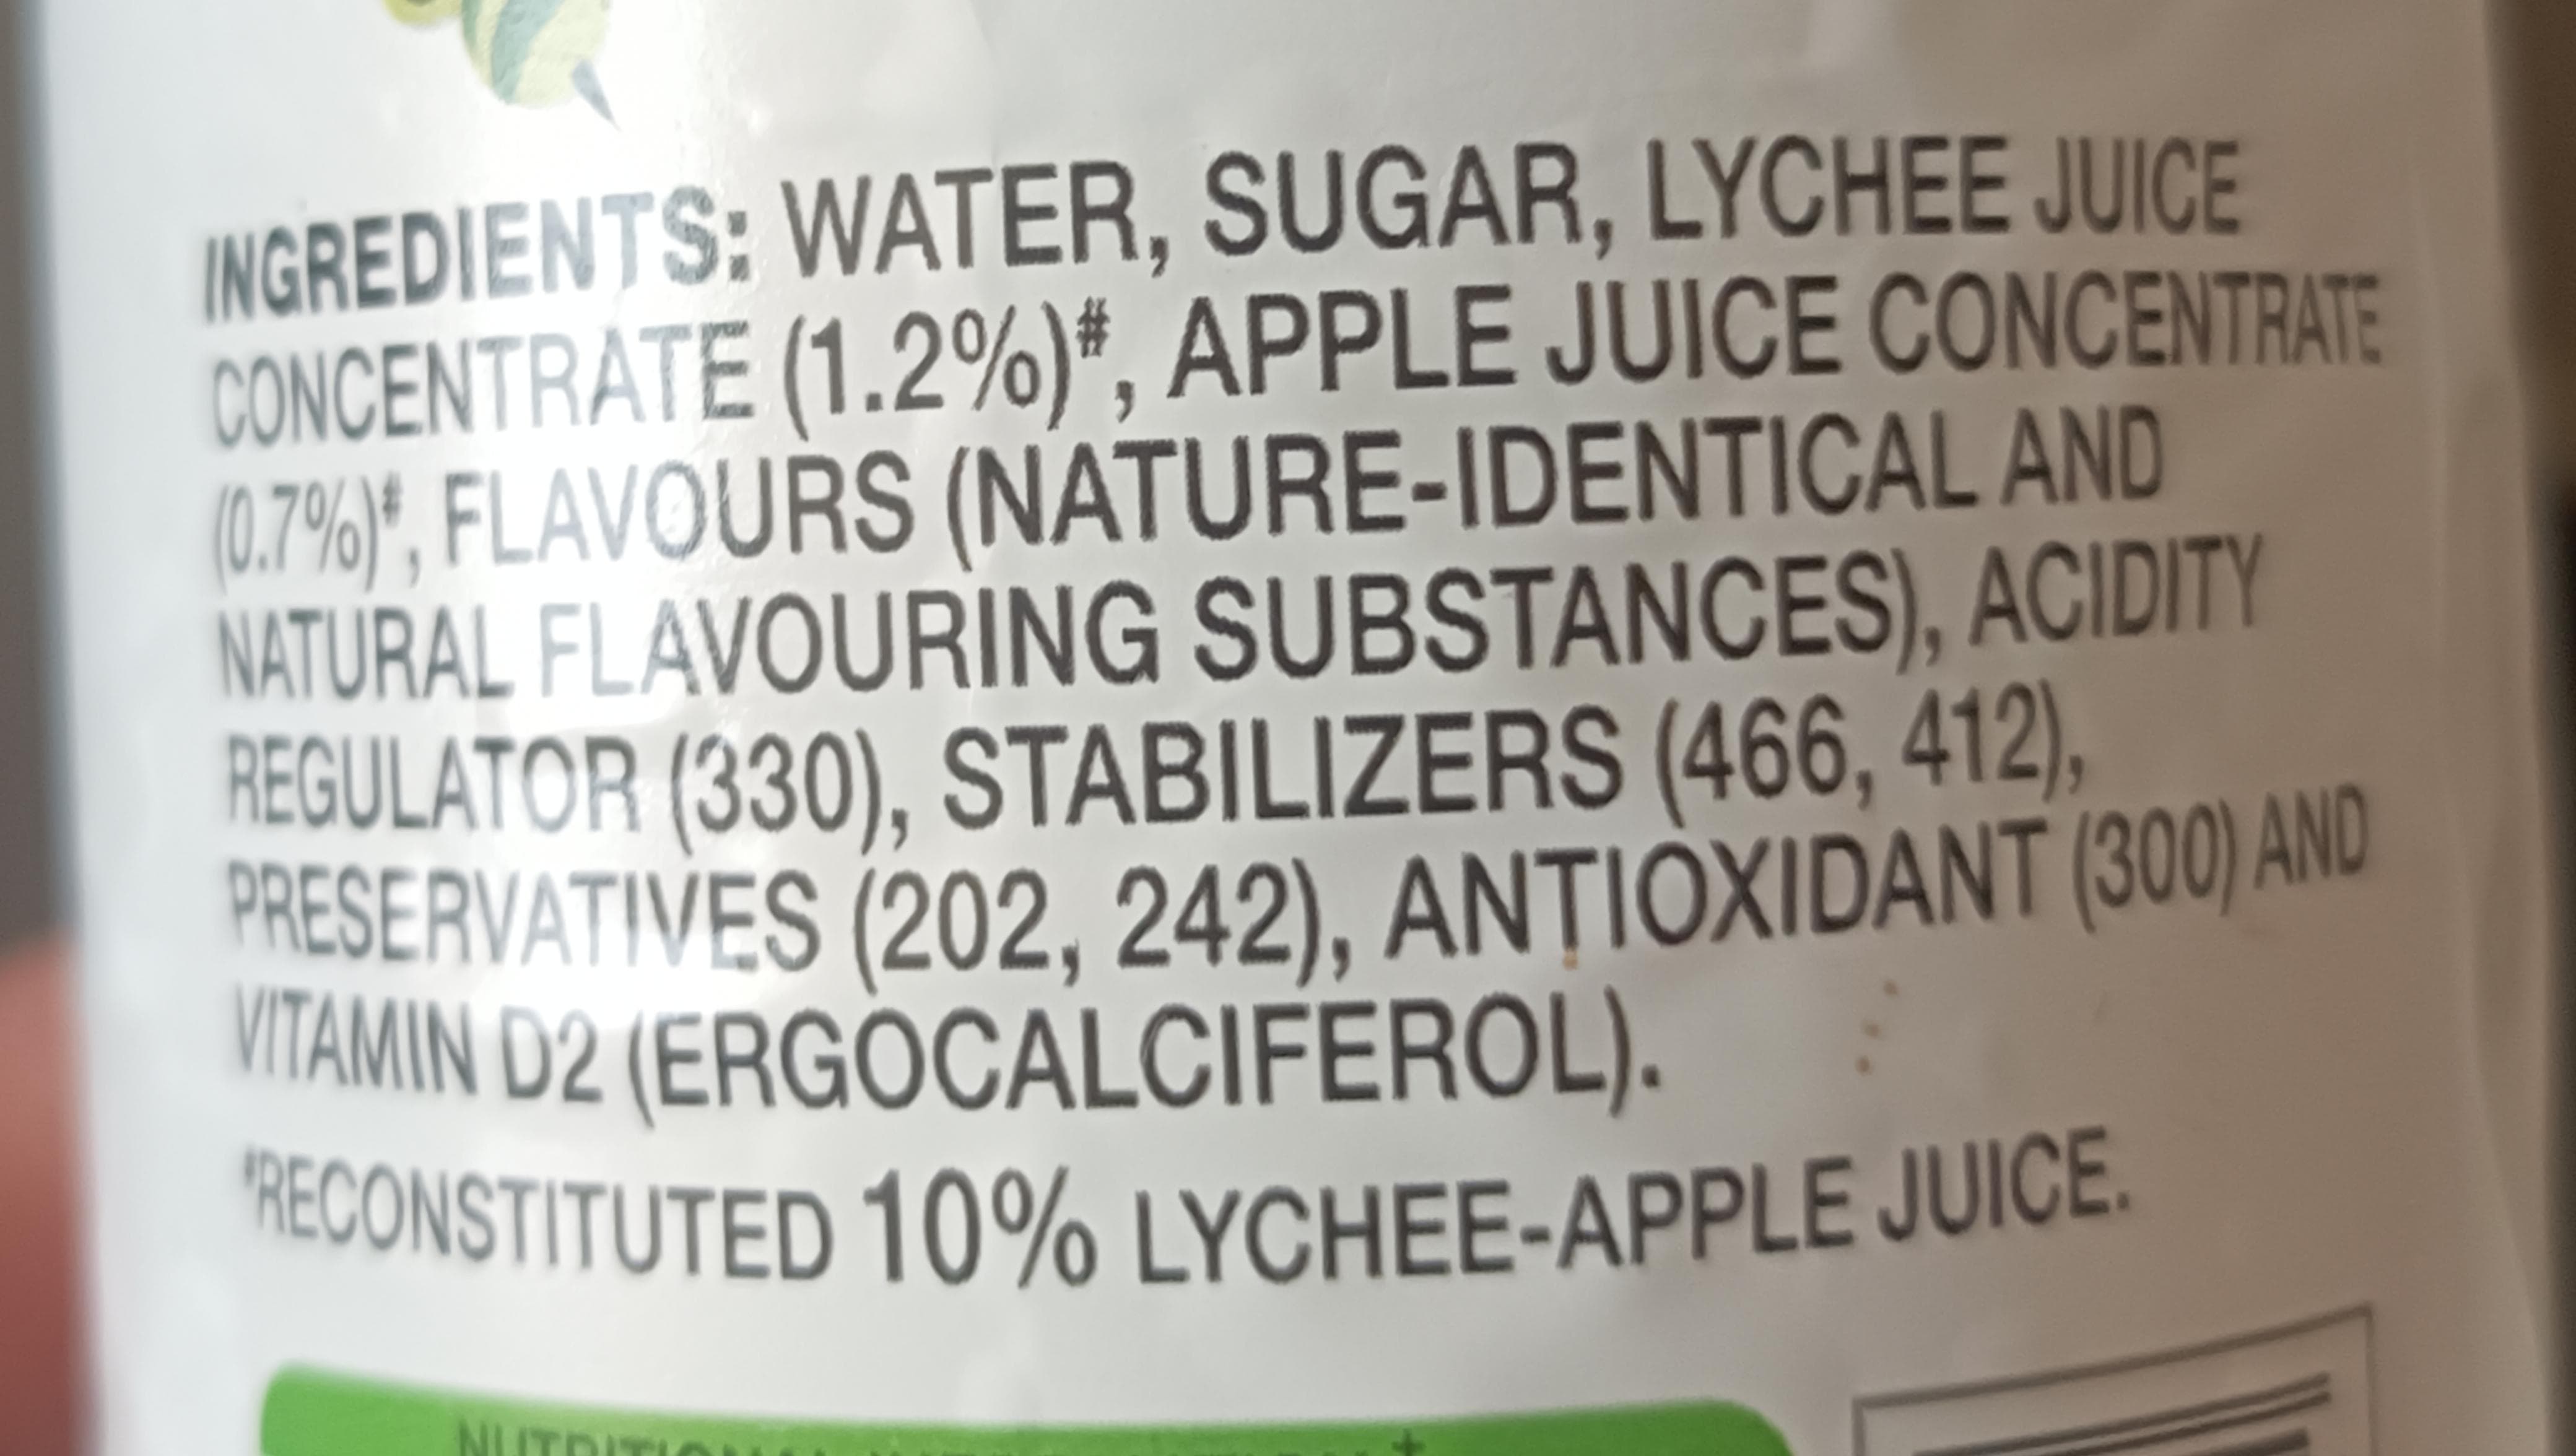 INGREDIENTS: WATER, SUGAR, LYCHEE JUICE
CONCENTRATE (1.2%)#, APPLE JUICE CONCENTRATE
(0.7%)#, FLAVOURS (NATURE-IDENTICAL AND
NATURAL FLAVOURING SUBSTANCES), ACIDITY
REGULATOR (330), STABILIZERS (466, 412),
PRESERVATIVES (202, 242), ANTIOXIDANT (300) AND
VITAMIN D2 (ERGOCALCIFEROL).
#RECONSTITUTED 10% LYCHEE-APPLE JUICE.